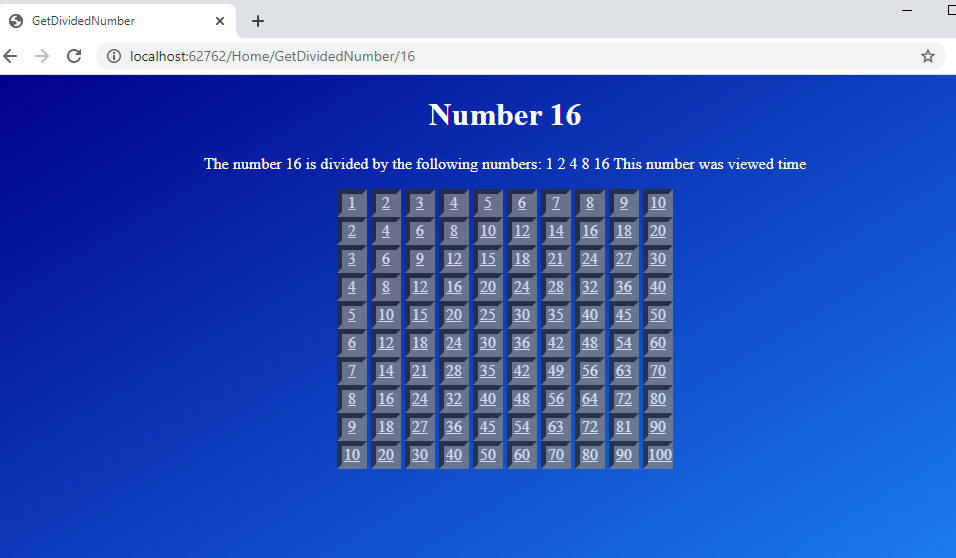 GetDividedNumber
localhost:62762/Home/GetDividedNumber/16
Number 16
The number 16 is divided by the following numbers: 1 2 4 8 16 This number was viewed time
1 2 3 4 5 6 7 8 9 10
2 4 6 8 10 12 14 16 18 20
3 6 9 12 15 18 21 24 27 30
4 8 12 16 20 24 28 32 36 40
5 10 15 20 25 30 35 40 45 50
6 12 18 24 30 36 42 48 54 60
7 14 21 28 35 42 49 56 63 70
8 16 24 32 40 48 56 64 72 80
9 18 27 36 45 54 63 72 81 90
10 20 30 40 50 60 70 80 90 100